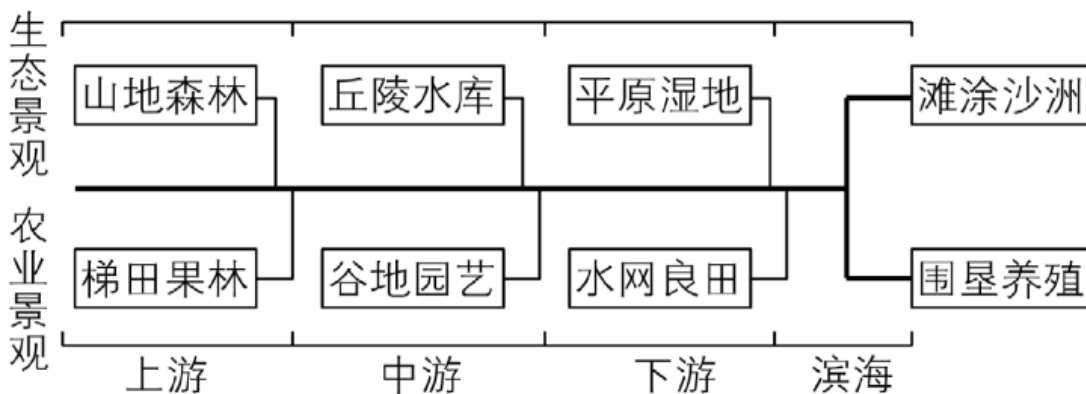 生态景观
山地森林
丘陵水库
平原湿地
滩涂沙洲
农业景观
梯田果林
谷地园艺
水网良田
围垦养殖
上游
中游
下游
滨海